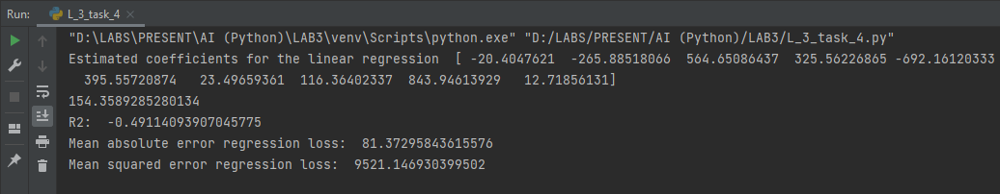 Run: L_3_task_4
"D:\LABS\PRESENT\AI (Python)\LAB3\venv\Scripts\python.exe" "D:/LABS/PRESENT/AI (Python)/LAB3/L_3_task_4.py"
Estimated coefficients for the linear regression  [ -20.4047621  -265.88518066  564.65086437  325.56226865 -692.16120333
  395.55720874   23.49659361  116.36402337  843.94613929   12.71856131]
154.3589285280134
R2:  -0.49114093907045775
Mean absolute error regression loss:  81.37295843615576
Mean squared error regression loss:  9521.146930399502